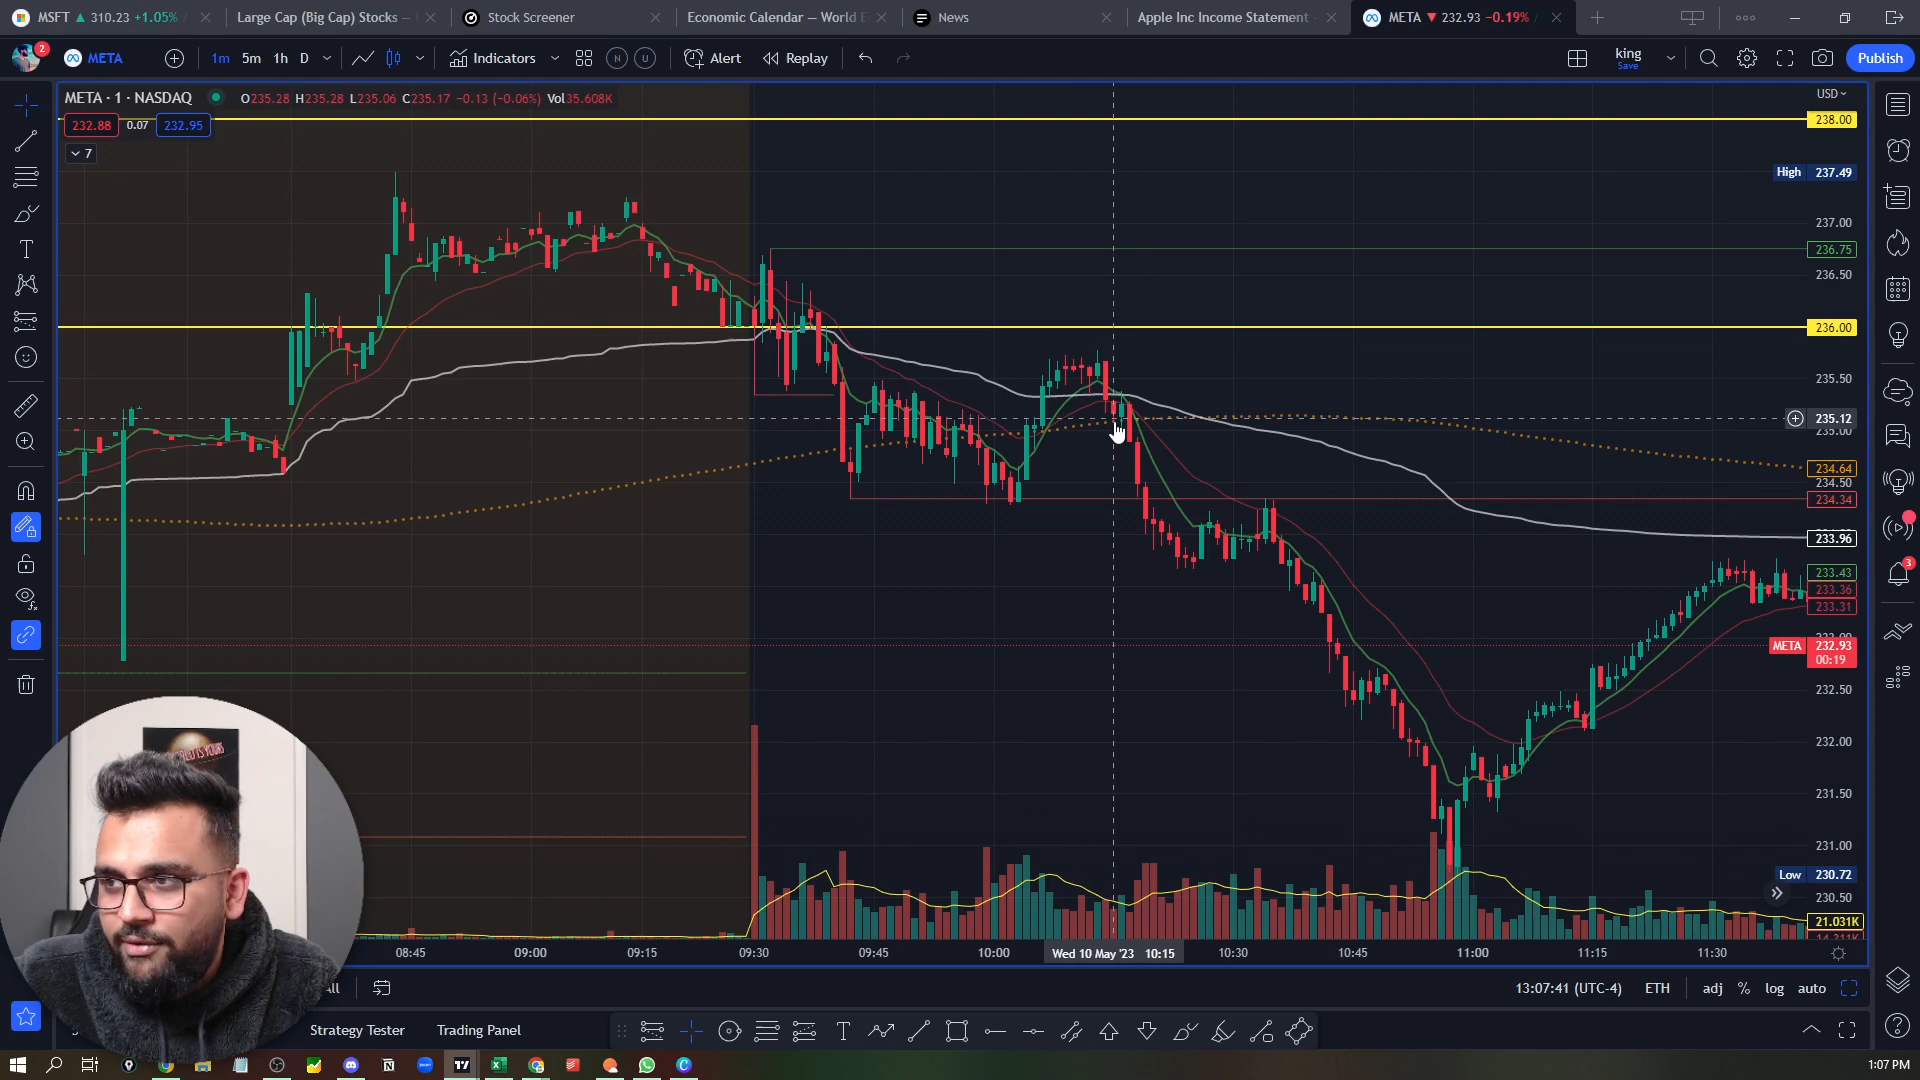 MSFT ▲ 310.23 +1.05%
Large Cap (Big Cap) Stocks —
Stock Screener
Economic Calendar — World E
News
Apple Inc Income Statement
META ▼ 232.93 −0.19%
2
META
1m
5m
1h
D
Indicators
N
U
Alert
Replay
king
Save
Publish
META · 1 · NASDAQ
O235.28 H235.28 L235.06 C235.17 −0.13 (−0.06%) Vol35.608K
232.88
0.07
232.95
7
USD
238.00
High 237.49
237.00
236.75
236.50
236.00
235.50
235.12
235.00
234.64
234.50
234.34
233.96
233.43
233.36
233.31
233.00
META 232.93
00:19
232.50
232.00
231.50
231.00
Low 230.72
230.50
21.031K
3
08:45
09:00
09:15
09:30
09:45
10:00
Wed 10 May '23 10:15
10:30
10:45
11:00
11:15
11:30
13:07:41 (UTC-4)
ETH
adj
%
log
auto
Strategy Tester
Trading Panel
1:07 PM